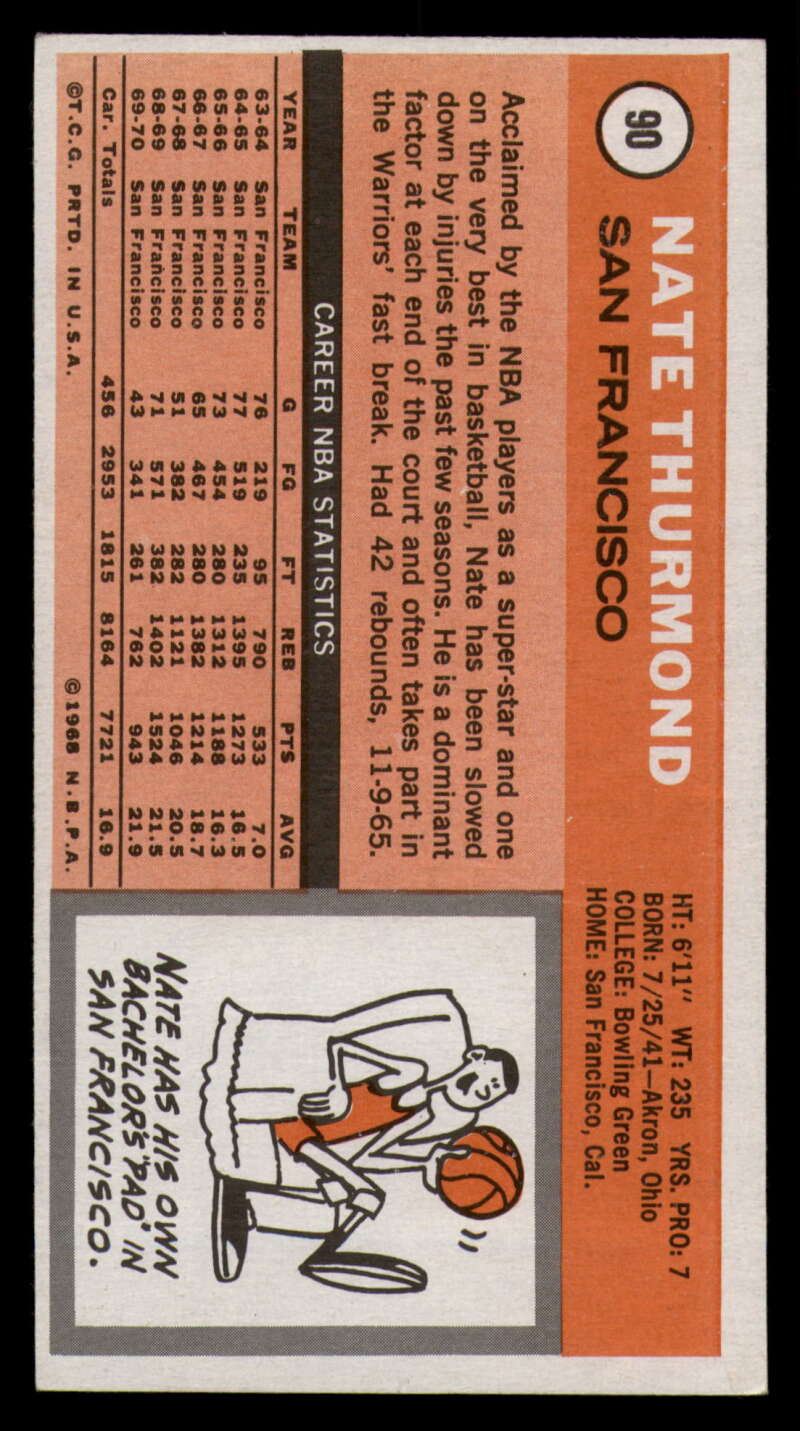 90
NATE THURMOND
SAN FRANCISCO
HT: 6'11" WT: 235 YRS. PRO: 7
BORN: 7/25/41—Akron, Ohio
COLLEGE: Bowling Green
HOME: San Francisco, Cal.
Acclaimed by the NBA players as a super-star and one
on the very best in basketball, Nate has been slowed
down by injuries the past few seasons. He is a dominant
factor at each end of the court and often takes part in
the Warriors' fast break. Had 42 rebounds, 11-9-65.
CAREER NBA STATISTICS
YEAR TEAM G FG FT REB PTS AVG
63-64 San Francisco 76 219 95 790 533 7.0
64-65 San Francisco 77 519 235 1395 1273 16.5
65-66 San Francisco 73 454 280 1312 1188 16.3
66-67 San Francisco 65 467 280 1382 1214 18.7
67-68 San Francisco 51 382 282 1121 1046 20.5
68-69 San Francisco 71 571 382 1402 1524 21.5
69-70 San Francisco 43 341 261 762 943 21.9
Car. Totals 456 2953 1815 8164 7721 16.9
©T.C.G. PRTD. IN U.S.A. ©1968 N.B.P.A.
NATE HAS HIS OWN
BACHELOR'S "PAD" IN
SAN FRANCISCO.